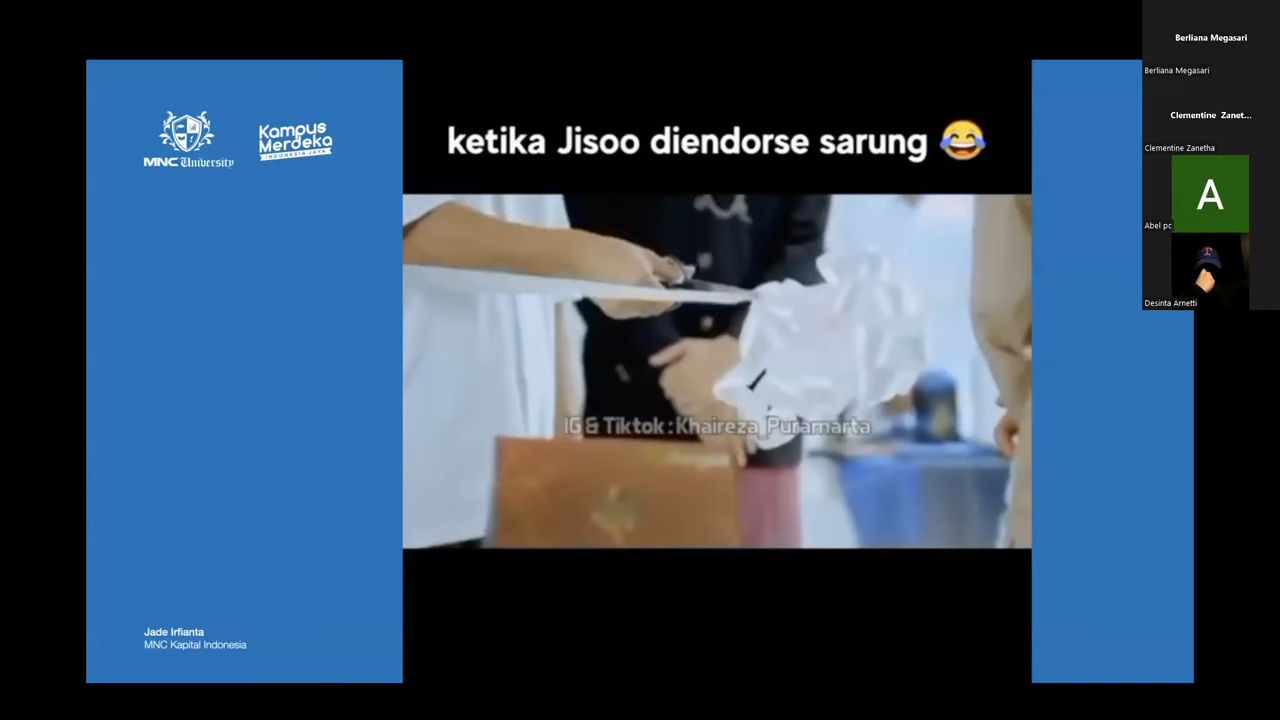 MNC University
Kampus
Merdeka
INDONESIA JAYA
ketika Jisoo diendorse sarung 😂
IG & Tiktok : Khaireza_Puramarta
Jade Irfianta
MNC Kapital Indonesia
Berliana Megasari
Berliana Megasari
Clementine Zanet...
Clementine Zanetha
A
Abel pc
T
Desinta Arnetti